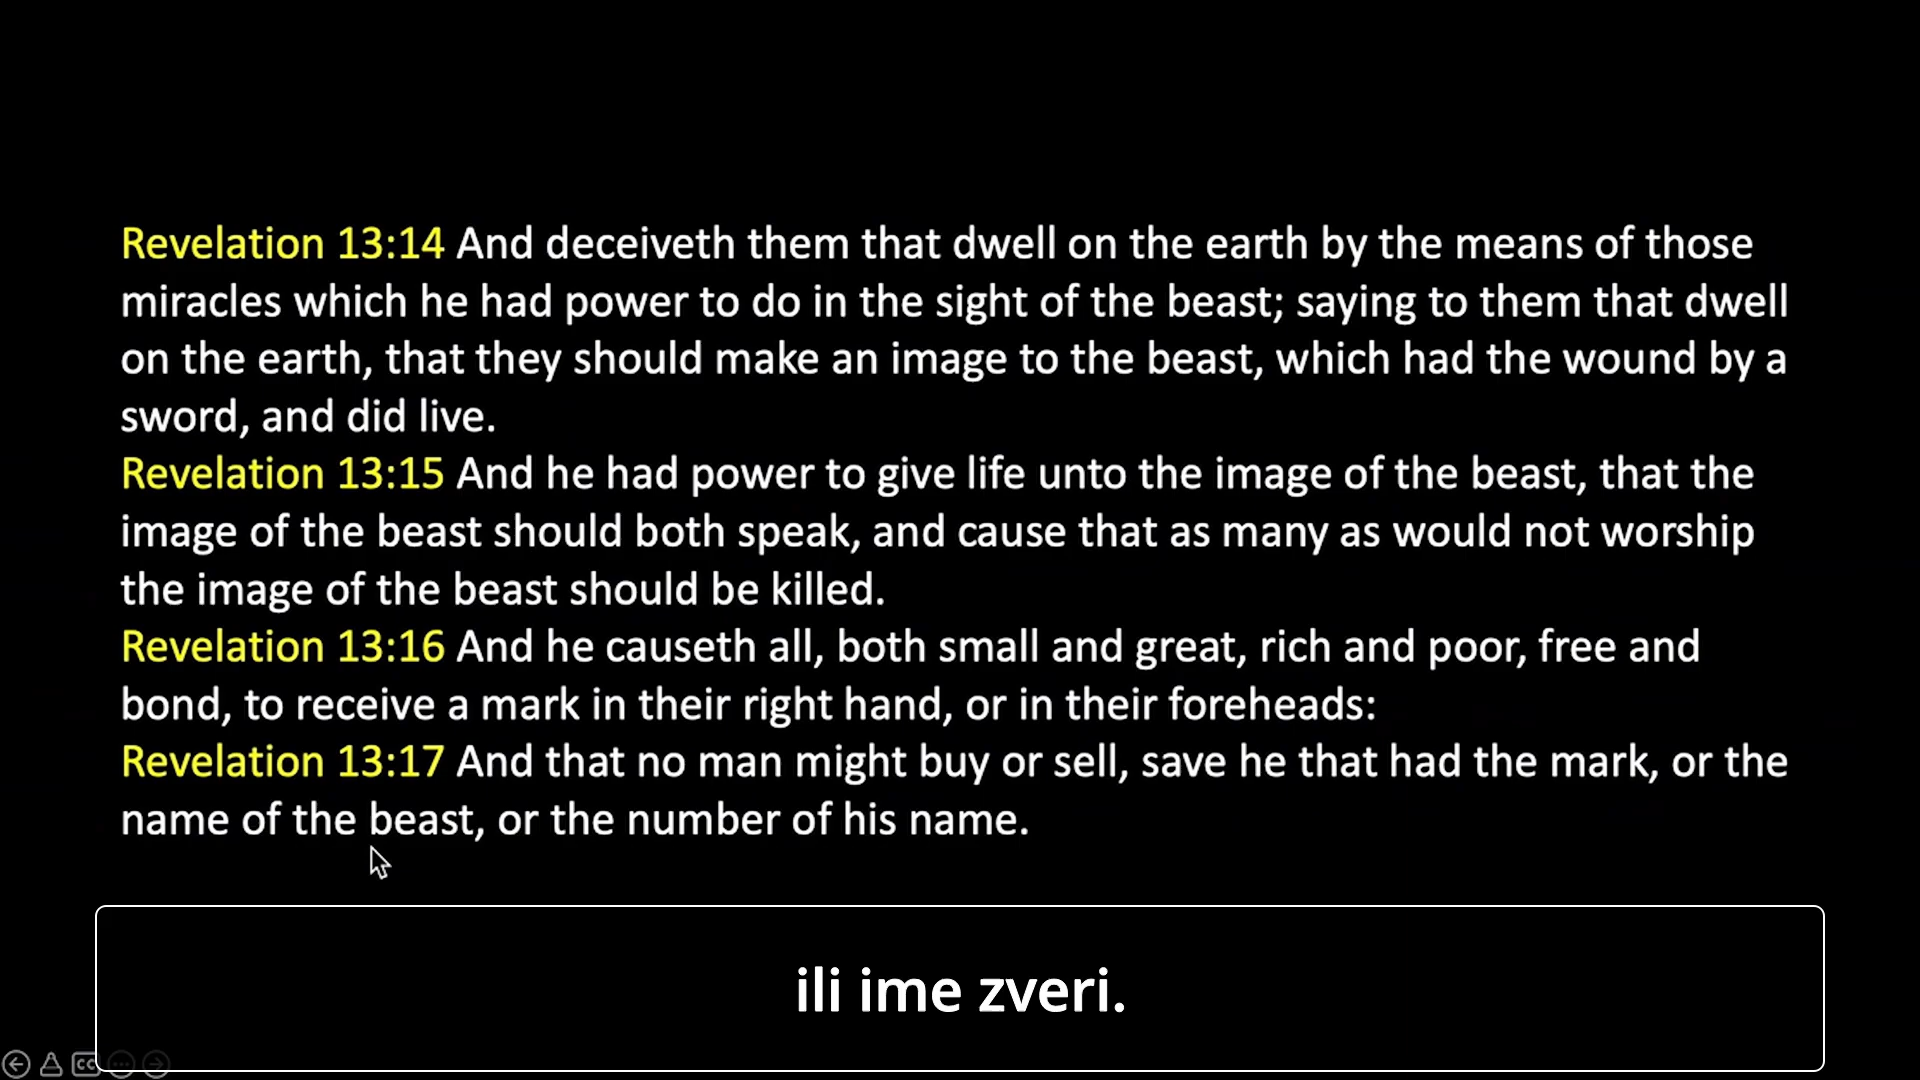 Revelation 13:14 And deceiveth them that dwell on the earth by the means of those
miracles which he had power to do in the sight of the beast; saying to them that dwell
on the earth, that they should make an image to the beast, which had the wound by a
sword, and did live.
Revelation 13:15 And he had power to give life unto the image of the beast, that the
image of the beast should both speak, and cause that as many as would not worship
the image of the beast should be killed.
Revelation 13:16 And he causeth all, both small and great, rich and poor, free and
bond, to receive a mark in their right hand, or in their foreheads:
Revelation 13:17 And that no man might buy or sell, save he that had the mark, or the
name of the beast, or the number of his name.
ili ime zveri.
CC